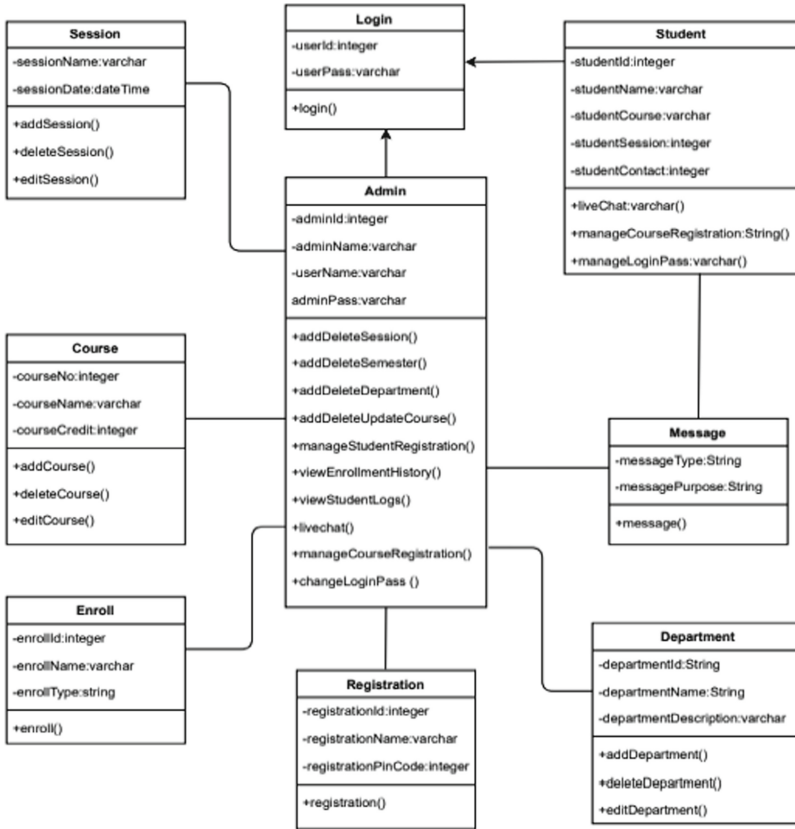 Session
-sessionName:varchar
-sessionDate:dateTime
+addSession()
+deleteSession()
+editSession()
Login
-userId:integer
-userPass:varchar
+login()
Student
-studentId:integer
-studentName:varchar
-studentCourse:varchar
-studentSession:integer
-studentContact:integer
+liveChat:varchar()
+manageCourseRegistration:String()
+manageLoginPass:varchar()
Admin
-adminId:integer
-adminName:varchar
-userName:varchar
adminPass:varchar
+addDeleteSession()
+addDeleteSemester()
+addDeleteDepartment()
+addDeleteUpdateCourse()
+manageStudentRegistration()
+viewEnrollmentHistory()
+viewStudentLogs()
+livechat()
+manageCourseRegistration()
+changeLoginPass ()
Course
-courseNo:integer
-courseName:varchar
-courseCredit:integer
+addCourse()
+deleteCourse()
+editCourse()
Message
-messageType:String
-messagePurpose:String
+message()
Enroll
-enrollId:integer
-enrollName:varchar
-enrollType:string
+enroll()
Registration
-registrationId:integer
-registrationName:varchar
-registrationPinCode:integer
+registration()
Department
-departmentId:String
-departmentName:String
-departmentDescription:varchar
+addDepartment()
+deleteDepartment()
+editDepartment()